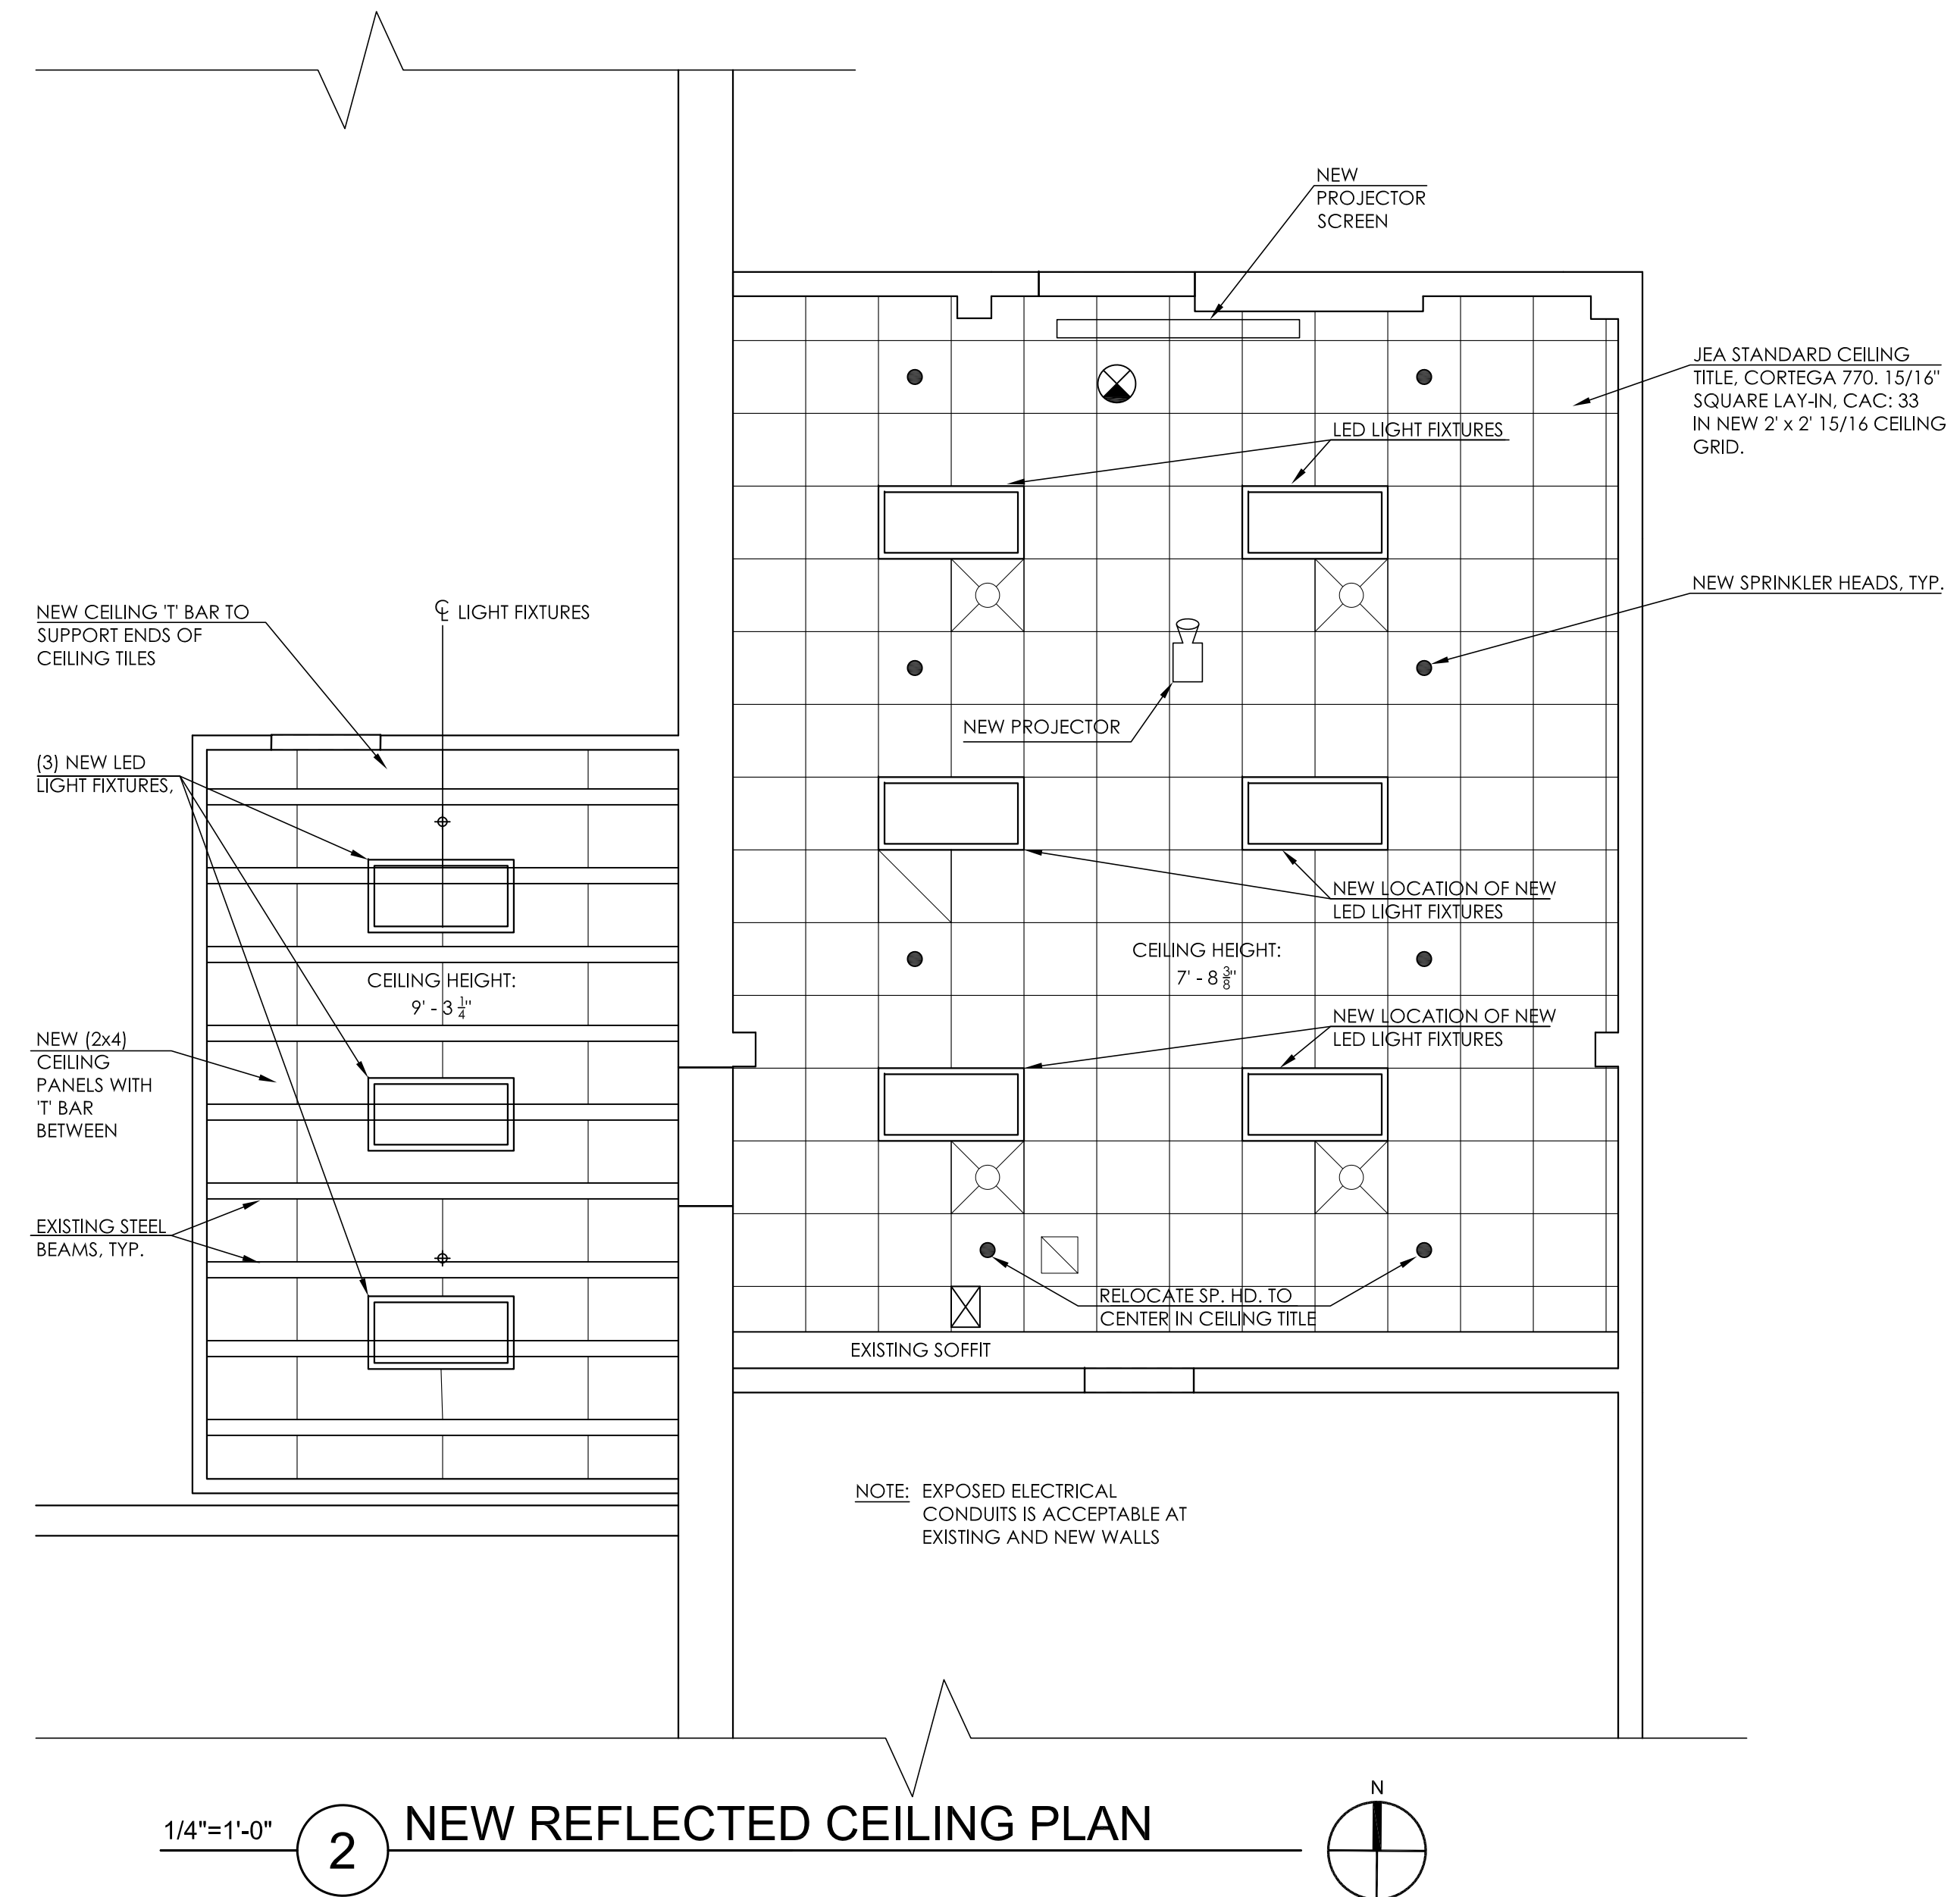 NEW
PROJECTOR
SCREEN
JEA STANDARD CEILING
TITLE, CORTEGA 770. 15/16"
SQUARE LAY-IN, CAC: 33
IN NEW 2' x 2' 15/16 CEILING
GRID.
LED LIGHT FIXTURES
NEW SPRINKLER HEADS, TYP.
NEW CEILING 'T' BAR TO
SUPPORT ENDS OF
CEILING TILES
℄ LIGHT FIXTURES
NEW PROJECTOR
(3) NEW LED
LIGHT FIXTURES,
NEW LOCATION OF NEW
LED LIGHT FIXTURES
CEILING HEIGHT:
7' - 8 3/8"
CEILING HEIGHT:
9' - 3 1/4"
NEW LOCATION OF NEW
LED LIGHT FIXTURES
NEW (2x4)
CEILING
PANELS WITH
'T' BAR
BETWEEN
EXISTING STEEL
BEAMS, TYP.
RELOCATE SP. HD. TO
CENTER IN CEILING TITLE
EXISTING SOFFIT
NOTE: EXPOSED ELECTRICAL
CONDUITS IS ACCEPTABLE AT
EXISTING AND NEW WALLS
1/4"=1'-0"
2
NEW REFLECTED CEILING PLAN
N